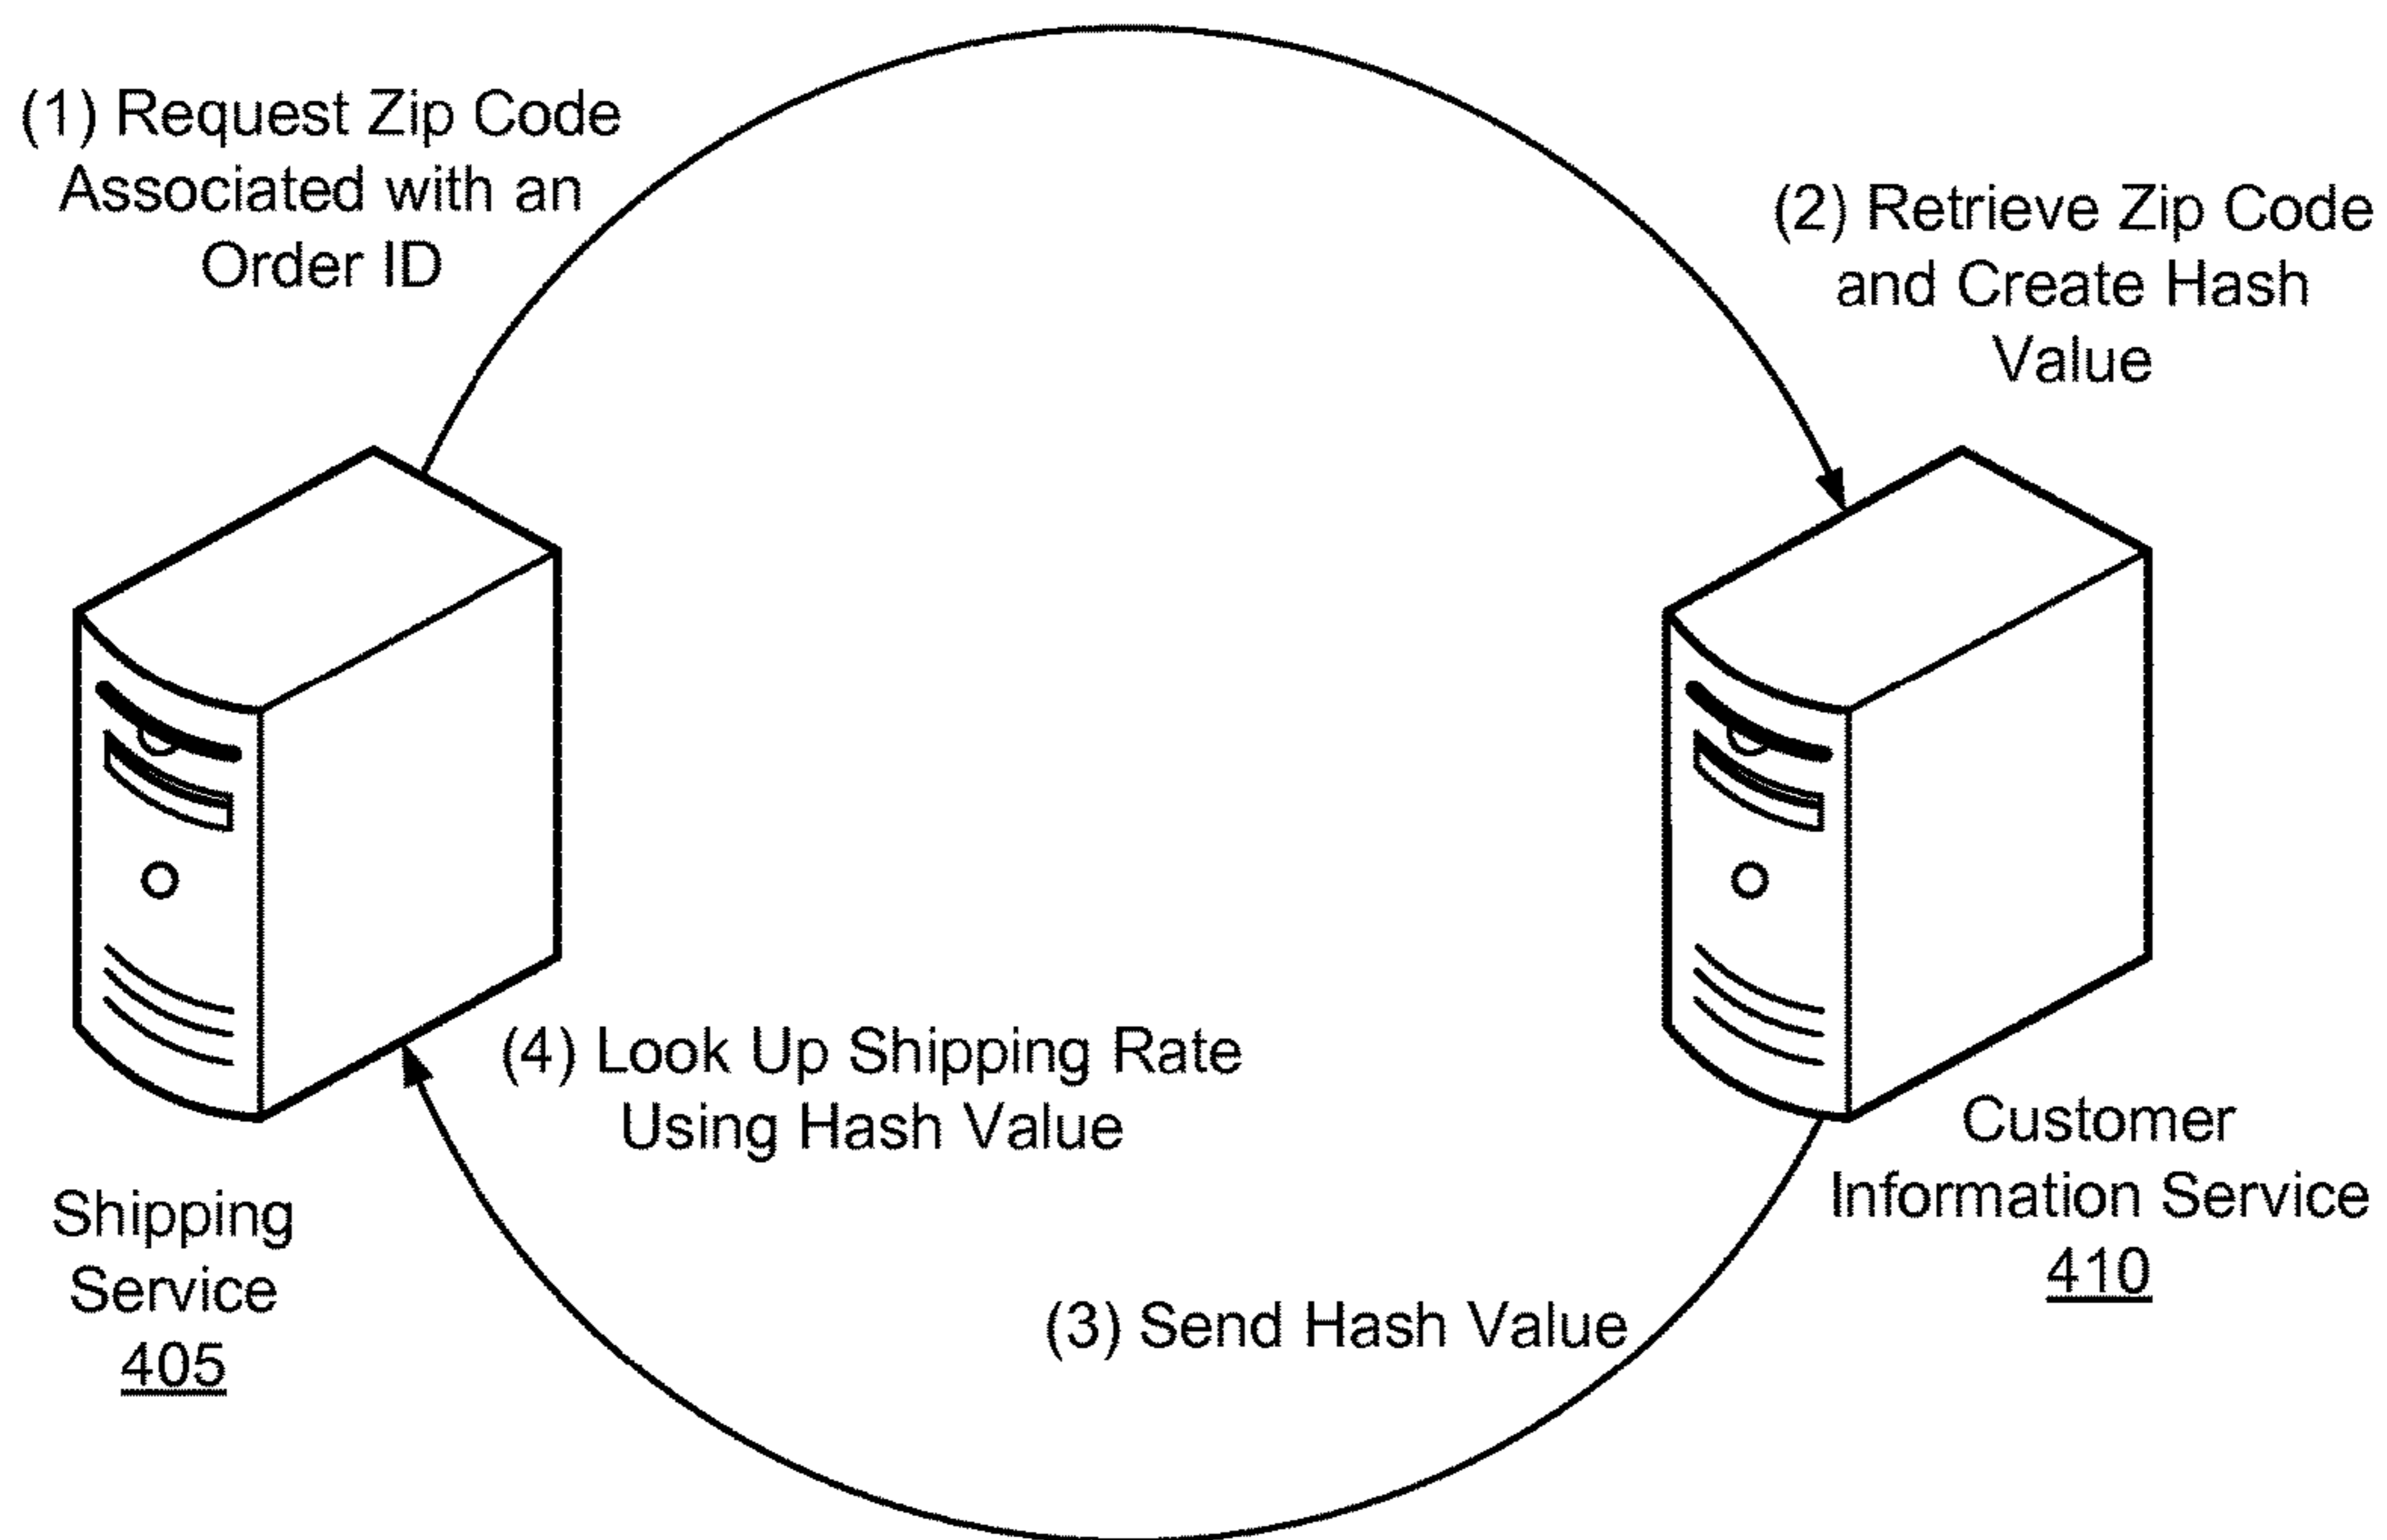 (1) Request Zip Code
Associated with an
Order ID
(2) Retrieve Zip Code
and Create Hash
Value
(4) Look Up Shipping Rate
Using Hash Value
Shipping
Service
405
Customer
Information Service
410
(3) Send Hash Value